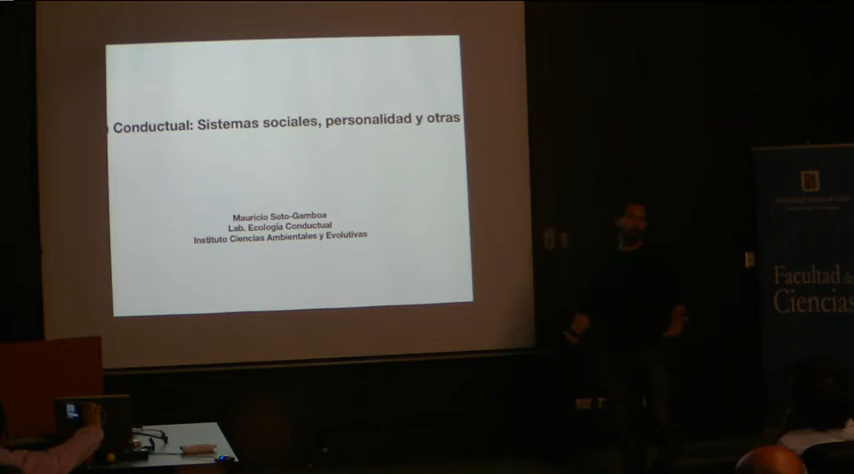 Conductual: Sistemas sociales, personalidad y otras
Mauricio Soto-Gamboa
Lab. Ecología Conductual
Instituto Ciencias Ambientales y Evolutivas
Facultad de
Ciencias